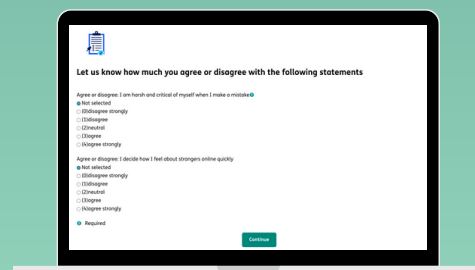 Let us know how much you agree or disagree with the following statements
Agree or disagree: I am harsh and critical of myself when I make a mistake
Not selected
(0)disagree strongly
(1)disagree
(2)neutral
(3)agree
(4)agree strongly
Agree or disagree: I decide how I feel about strangers online quickly
Not selected
(0)disagree strongly
(1)disagree
(2)neutral
(3)agree
(4)agree strongly
Required
Continue